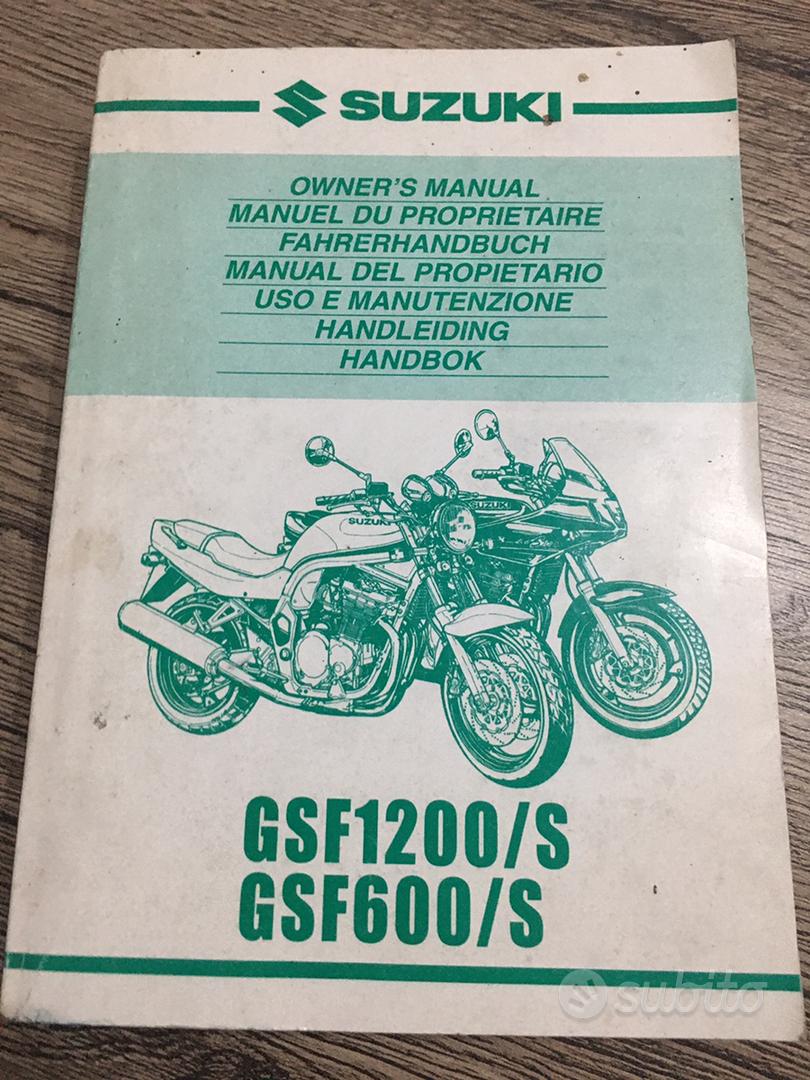 SUZUKI
OWNER'S MANUAL
MANUEL DU PROPRIETAIRE
FAHRERHANDBUCH
MANUAL DEL PROPIETARIO
USO E MANUTENZIONE
HANDLEIDING
HANDBOK
SUZUKI
SUZUKI
GSF1200/S
GSF600/S
subito